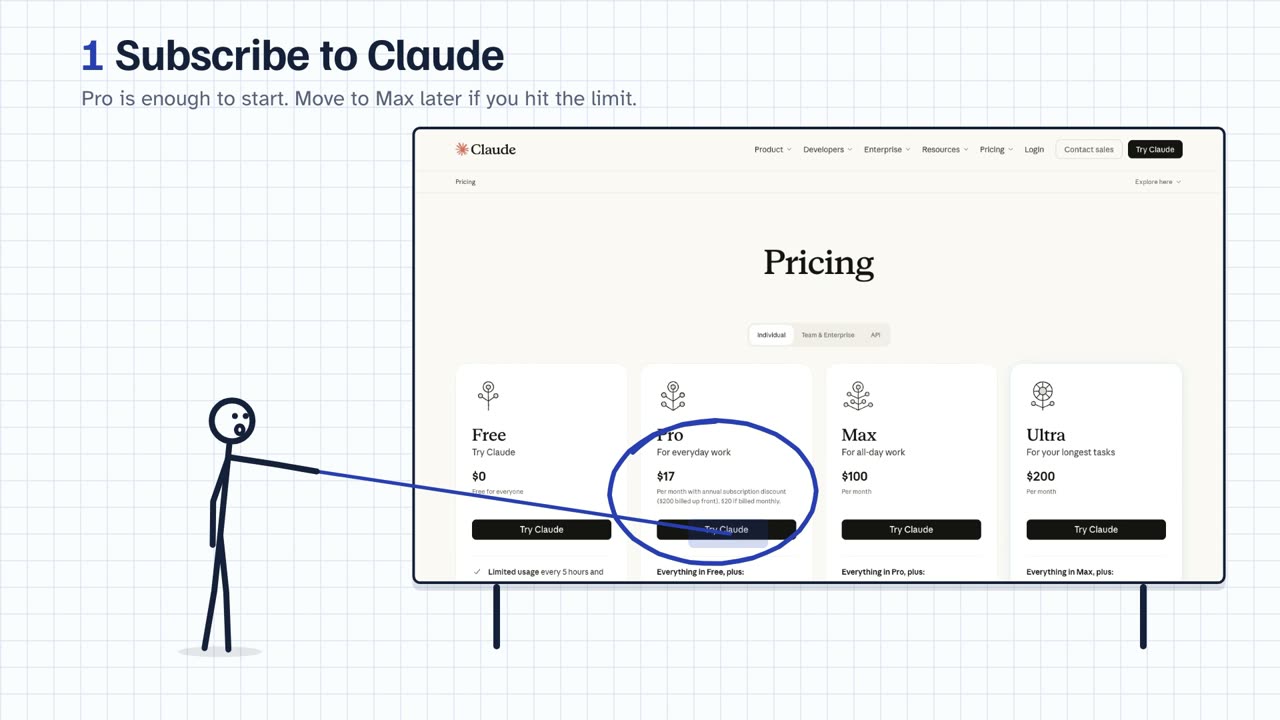 1 Subscribe to Claude
Pro is enough to start. Move to Max later if you hit the limit.
Claude
Product
Developers
Enterprise
Resources
Pricing
Login
Contact sales
Try Claude
Pricing
Explore here
Pricing
Individual
Team & Enterprise
API
Free
Try Claude
$0
Free for everyone
Try Claude
Limited usage every 5 hours and
Pro
For everyday work
$17
Per month with annual subscription discount
($200 billed up front). $20 if billed monthly.
Try Claude
Everything in Free, plus:
Max
For all-day work
$100
Per month
Try Claude
Everything in Pro, plus:
Ultra
For your longest tasks
$200
Per month
Try Claude
Everything in Max, plus: